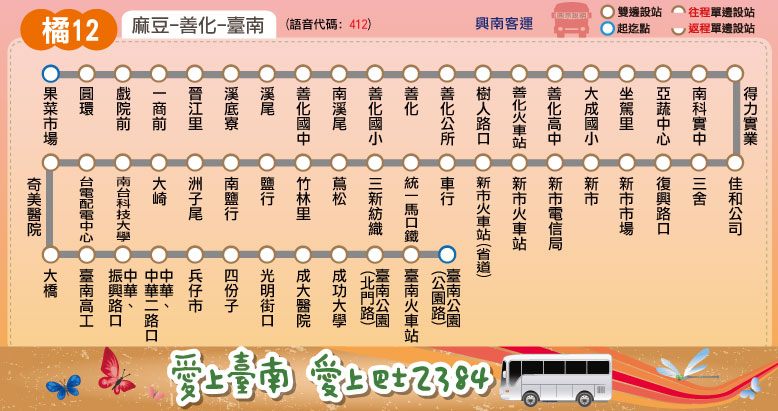 橘12
麻豆-善化-臺南
(語音代碼：412)
興南客運
雙邊設站
往程單邊設站
起迄點
返程單邊設站
果菜市場
圓環
戲院前
一商前
晉江里
溪底寮
溪尾
善化國中
南溪尾
善化國小
善化
善化公所
樹人路口
善化火車站
善化高中
大成國小
坐駕里
亞蔬中心
南科實中
得力實業
奇美醫院
台電配電中心
南台科技大學
大崎
洲子尾
南鹽行
鹽行
竹林里
蔦松
三新紡織
統一馬口鐵
車行
新市火車站(省道)
新市火車站
新市電信局
新市
新市市場
復興路口
三舍
佳和公司
大橋
臺南高工
中華、
振興路口
中華、
中華二路口
兵仔市
四份子
光明街口
成大醫院
成功大學
臺南公園
(北門路)
臺南火車站
臺南公園
(公園路)
愛上臺南 愛上巴士2384